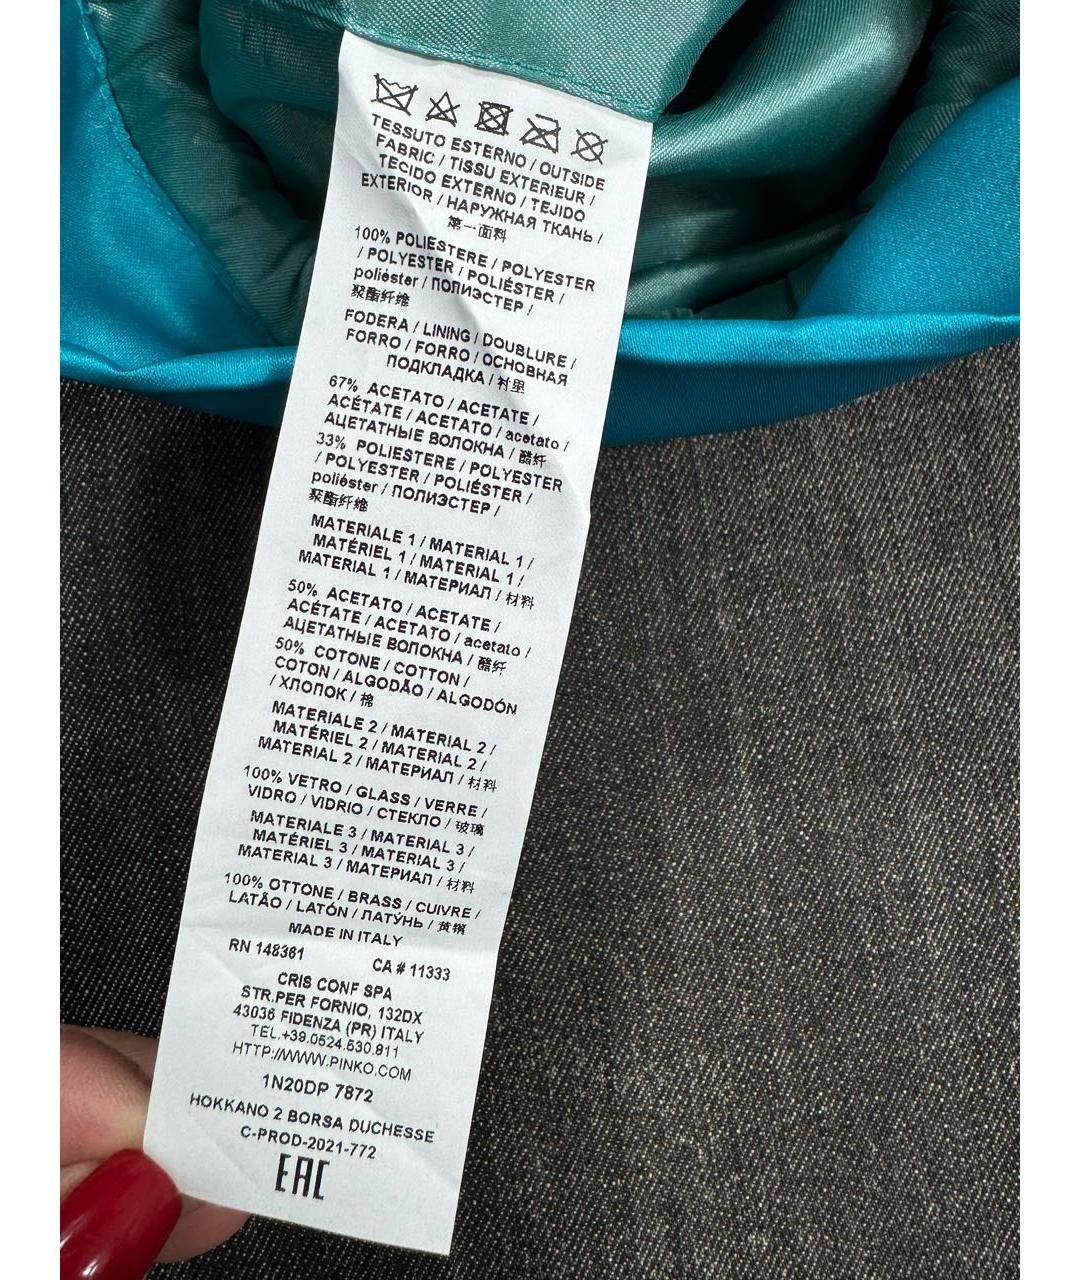 TESSUTO ESTERNO / OUTSIDE
FABRIC / TISSU EXTERIEUR /
TECIDO EXTERNO / TEJIDO
EXTERIOR / НАРУЖНАЯ ТКАНЬ /
第一面料
100% POLIESTERE / POLYESTER
/ POLYESTER / POLIÉSTER /
poliéster / ПОЛИЭСТЕР /
聚酯纤维
FODERA / LINING / DOUBLURE /
FORRO / FORRO / ОСНОВНАЯ
ПОДКЛАДКА / 衬里
67% ACETATO / ACETATE /
ACÉTATE / ACETATO / acetato /
АЦЕТАТНЫЕ ВОЛОКНА / 醋纤
33% POLIESTERE / POLYESTER
/ POLYESTER / POLIÉSTER /
poliéster / ПОЛИЭСТЕР /
聚酯纤维
MATERIALE 1 / MATERIAL 1 /
MATÉRIEL 1 / MATERIAL 1 /
MATERIAL 1 / МАТЕРИАЛ / 材料
50% ACETATO / ACETATE /
ACÉTATE / ACETATO / acetato /
АЦЕТАТНЫЕ ВОЛОКНА / 醋纤
50% COTONE / COTTON /
COTON / ALGODÃO / ALGODÓN
/ ХЛОПОК / 棉
MATERIALE 2 / MATERIAL 2 /
MATÉRIEL 2 / MATERIAL 2 /
MATERIAL 2 / МАТЕРИАЛ / 材料
100% VETRO / GLASS / VERRE /
VIDRO / VIDRIO / СТЕКЛО / 玻璃
MATERIALE 3 / MATERIAL 3 /
MATÉRIEL 3 / MATERIAL 3 /
MATERIAL 3 / МАТЕРИАЛ / 材料
100% OTTONE / BRASS / CUIVRE /
LATÃO / LATÓN / ЛАТУ́НЬ / 黄铜
MADE IN ITALY
RN 148361 CA # 11333
CRIS CONF SPA
STR.PER FORNIO, 132DX
43036 FIDENZA (PR) ITALY
TEL.+39.0524.530.811
HTTP://WWW.PINKO.COM
1N20DP 7872
HOKKANO 2 BORSA DUCHESSE
C-PROD-2021-772
EAC